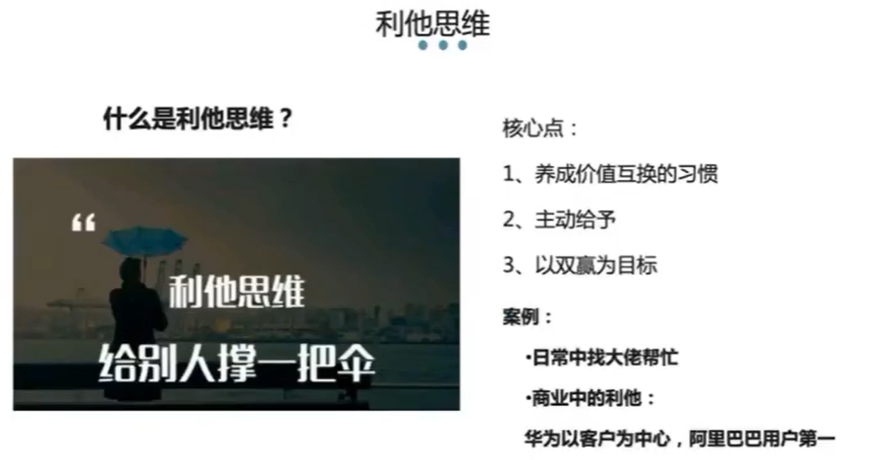 利他思维
什么是利他思维？
“
利他思维
给别人撑一把伞
核心点：
1、养成价值互换的习惯
2、主动给予
3、以双赢为目标
案例：
•日常中找大佬帮忙
•商业中的利他：
华为以客户为中心，阿里巴巴用户第一